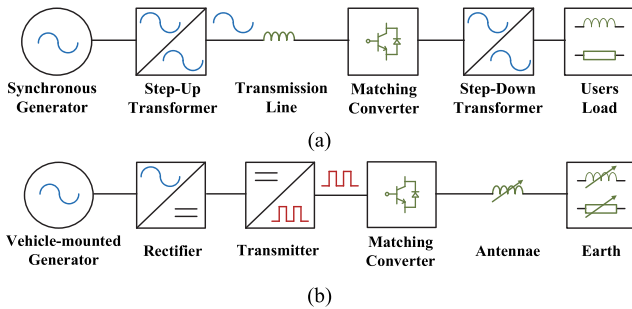 Synchronous Generator
Step-Up Transformer
Transmission Line
Matching Converter
Step-Down Transformer
Users Load
(a)
Vehicle-mounted Generator
Rectifier
Transmitter
Matching Converter
Antennae
Earth
(b)